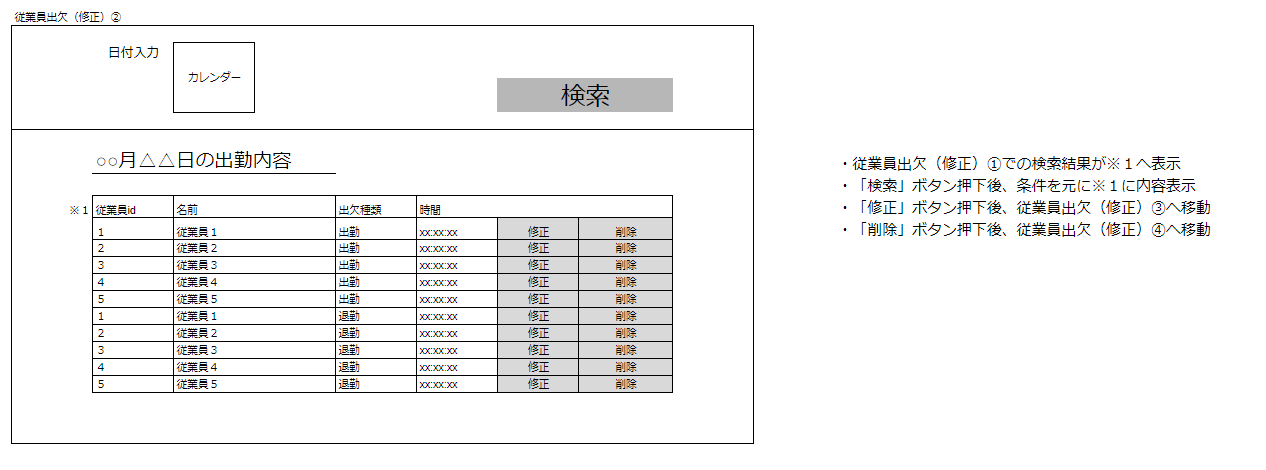 従業員出欠（修正）②
日付入力
カレンダー
検索
○○月△△日の出勤内容
※１ 従業員id 名前 出欠種類 時間
1 従業員１ 出勤 xx:xx:xx 修正 削除
2 従業員２ 出勤 xx:xx:xx 修正 削除
3 従業員３ 出勤 xx:xx:xx 修正 削除
4 従業員４ 出勤 xx:xx:xx 修正 削除
5 従業員５ 出勤 xx:xx:xx 修正 削除
1 従業員１ 退勤 xx:xx:xx 修正 削除
2 従業員２ 退勤 xx:xx:xx 修正 削除
3 従業員３ 退勤 xx:xx:xx 修正 削除
4 従業員４ 退勤 xx:xx:xx 修正 削除
5 従業員５ 退勤 xx:xx:xx 修正 削除
・従業員出欠（修正）①での検索結果が※１へ表示
・「検索」ボタン押下後、条件を元に※１に内容表示
・「修正」ボタン押下後、従業員出欠（修正）③へ移動
・「削除」ボタン押下後、従業員出欠（修正）④へ移動